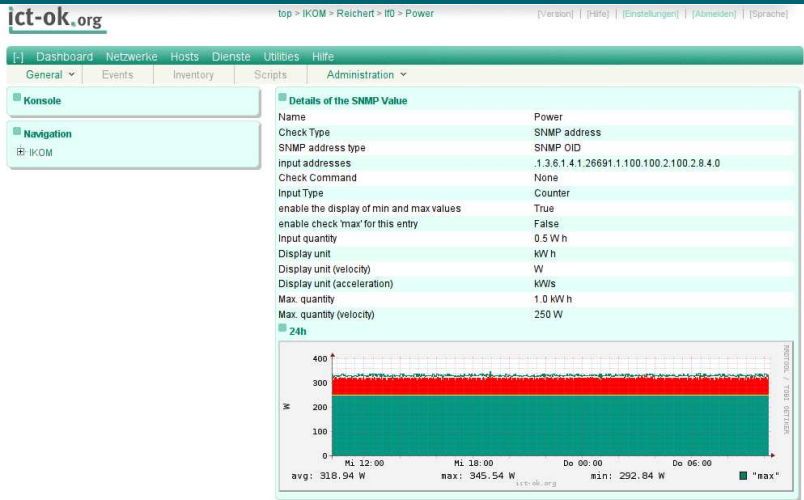 ict-ok.org
top > IKOM > Reichert > If0 > Power
[Version] | [Hilfe] | [Einstellungen] | [Abmelden] | [Sprache]
[-] Dashboard Netzwerke Hosts Dienste Utilities Hilfe
General Events Inventory Scripts Administration
Konsole
Navigation
IKOM
Details of the SNMP Value
Name Power
Check Type SNMP address
SNMP address type SNMP OID
input addresses .1.3.6.1.4.1.26691.1.100.100.2.100.2.8.4.0
Check Command None
Input Type Counter
enable the display of min and max values True
enable check 'max' for this entry False
Input quantity 0.5 W h
Display unit kW h
Display unit (velocity) W
Display unit (acceleration) kW/s
Max. quantity 1.0 kW h
Max. quantity (velocity) 250 W
24h
400
300
200
100
0
W
Mi 12:00 Mi 18:00 Do 00:00 Do 06:00
avg: 318.94 W max: 345.54 W min: 292.84 W "max"
ict-ok.org
RRDTOOL / TOBI OETIKER